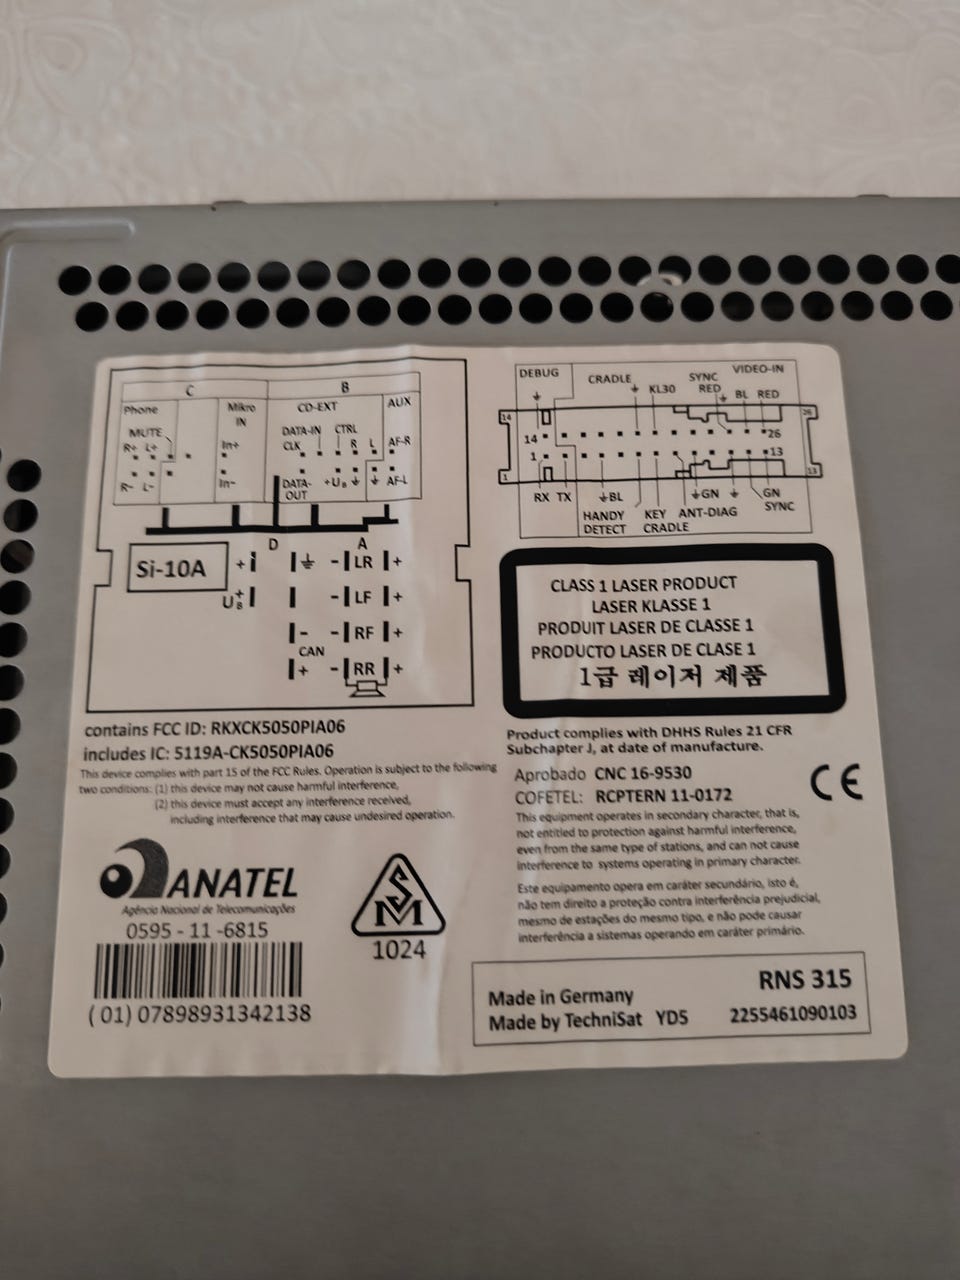 C
B
Phone
Mikro
IN
CD-EXT
AUX
MUTE
R+ L+
In+
DATA-IN CTRL
CLK R L AF-R
R- L-
In-
DATA-
OUT
+UB
AF-L
D
A
Si-10A
+
- LR +
+
UB
- LF +
-
- RF +
CAN
+
- RR +
DEBUG
CRADLE
KL30
SYNC
RED
VIDEO-IN
BL RED
14
26
14
26
1
13
1
13
RX TX
BL
GN
GN
SYNC
HANDY
DETECT
KEY
CRADLE
ANT-DIAG
CLASS 1 LASER PRODUCT
LASER KLASSE 1
PRODUIT LASER DE CLASSE 1
PRODUCTO LASER DE CLASE 1
1급 레이저 제품
contains FCC ID: RKXCK5050PIA06
includes IC: 5119A-CK5050PIA06
This device complies with part 15 of the FCC Rules. Operation is subject to the following
two conditions: (1) this device may not cause harmful interference,
(2) this device must accept any interference received,
including interference that may cause undesired operation.
Product complies with DHHS Rules 21 CFR
Subchapter J, at date of manufacture.
Aprobado CNC 16-9530
COFETEL: RCPTERN 11-0172
CE
This equipment operates in secondary character, that is,
not entitled to protection against harmful interference,
even from the same type of stations, and can not cause
interference to systems operating in primary character.
Este equipamento opera em caráter secundário, isto é,
não tem direito a proteção contra interferência prejudicial,
mesmo de estações do mesmo tipo, e não pode causar
interferência a sistemas operando em caráter primário.
ANATEL
Agência Nacional de Telecomunicações
0595 - 11 -6815
(01) 07898931342138
S
M
1024
RNS 315
Made in Germany
Made by TechniSat YD5 2255461090103